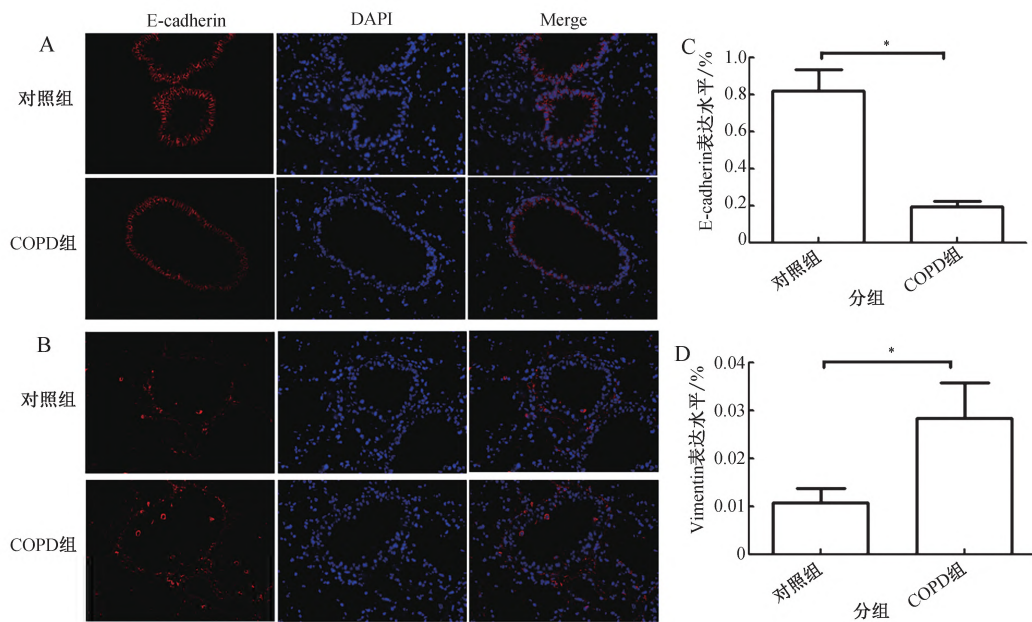 E-cadherin DAPI Merge
A
对照组
COPD组
B
对照组
COPD组
C
E-cadherin表达水平/%
1.0
0.8
0.6
0.4
0.2
0
*
对照组
COPD组
分组
D
Vimentin表达水平/%
0.04
0.03
0.02
0.01
0
*
对照组
COPD组
分组